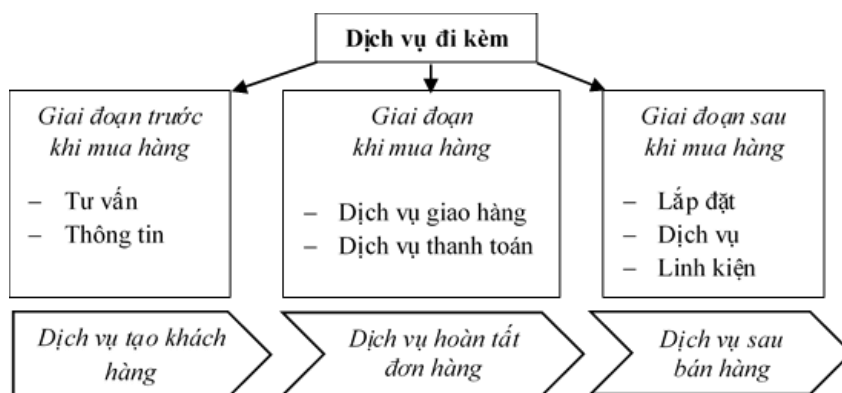 Dịch vụ đi kèm
Giai đoạn trước
khi mua hàng
– Tư vấn
– Thông tin
Giai đoạn
khi mua hàng
– Dịch vụ giao hàng
– Dịch vụ thanh toán
Giai đoạn sau
khi mua hàng
– Lắp đặt
– Dịch vụ
– Linh kiện
Dịch vụ tạo khách
hàng
Dịch vụ hoàn tất
đơn hàng
Dịch vụ sau
bán hàng